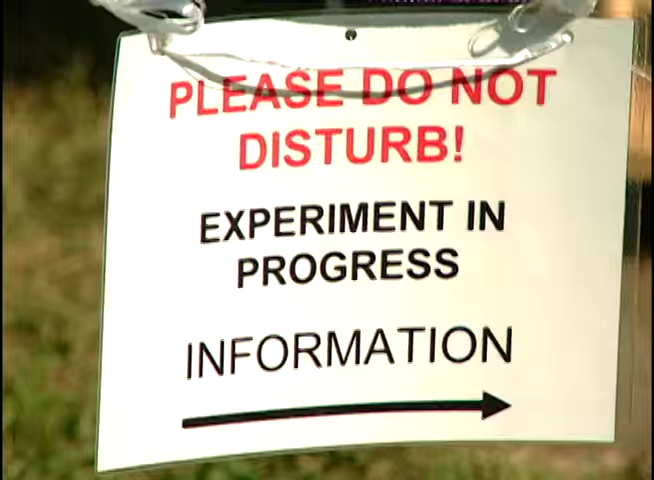 PLEASE DO NOT
DISTURB!
EXPERIMENT IN
PROGRESS
INFORMATION